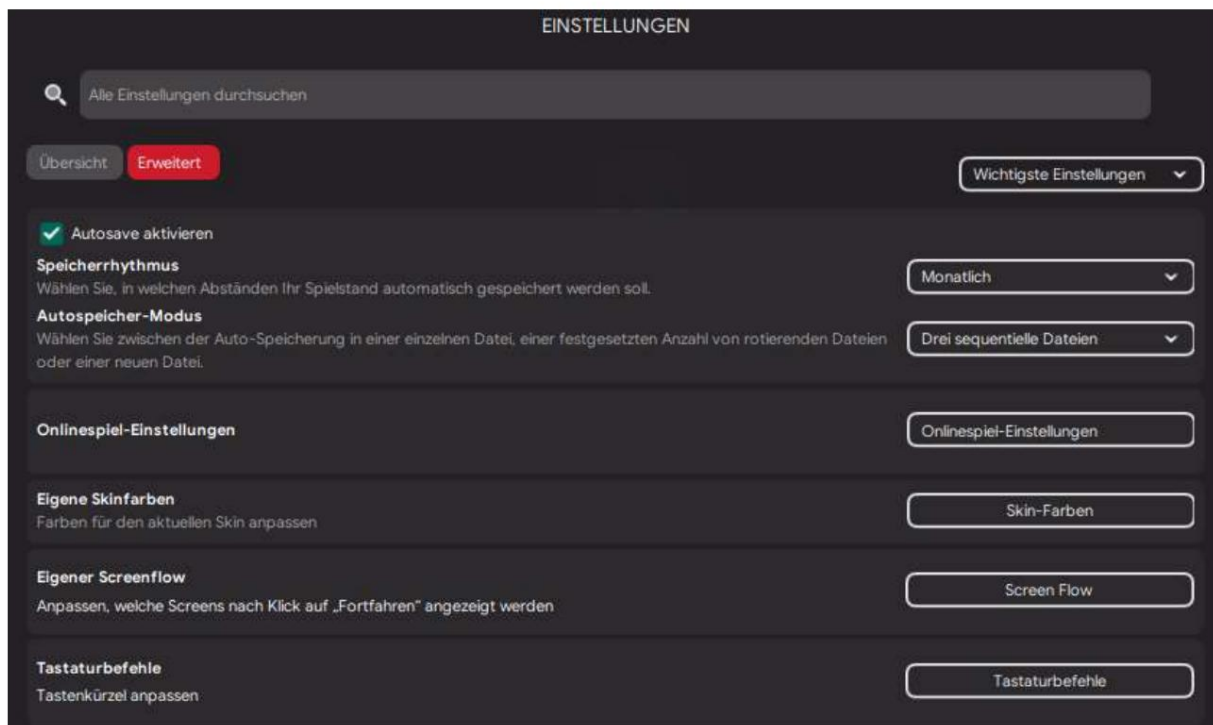 EINSTELLUNGEN
Alle Einstellungen durchsuchen
Übersicht Erweitert
Wichtigste Einstellungen
Autosave aktivieren
Speicherrhythmus
Wählen Sie, in welchen Abständen Ihr Spielstand automatisch gespeichert werden soll.
Monatlich
Autospeicher-Modus
Wählen Sie zwischen der Auto-Speicherung in einer einzelnen Datei, einer festgesetzten Anzahl von rotierenden Dateien
oder einer neuen Datei.
Drei sequentielle Dateien
Onlinespiel-Einstellungen
Onlinespiel-Einstellungen
Eigene Skinfarben
Farben für den aktuellen Skin anpassen
Skin-Farben
Eigener Screenflow
Anpassen, welche Screens nach Klick auf „Fortfahren" angezeigt werden
Screen Flow
Tastaturbefehle
Tastenkürzel anpassen
Tastaturbefehle